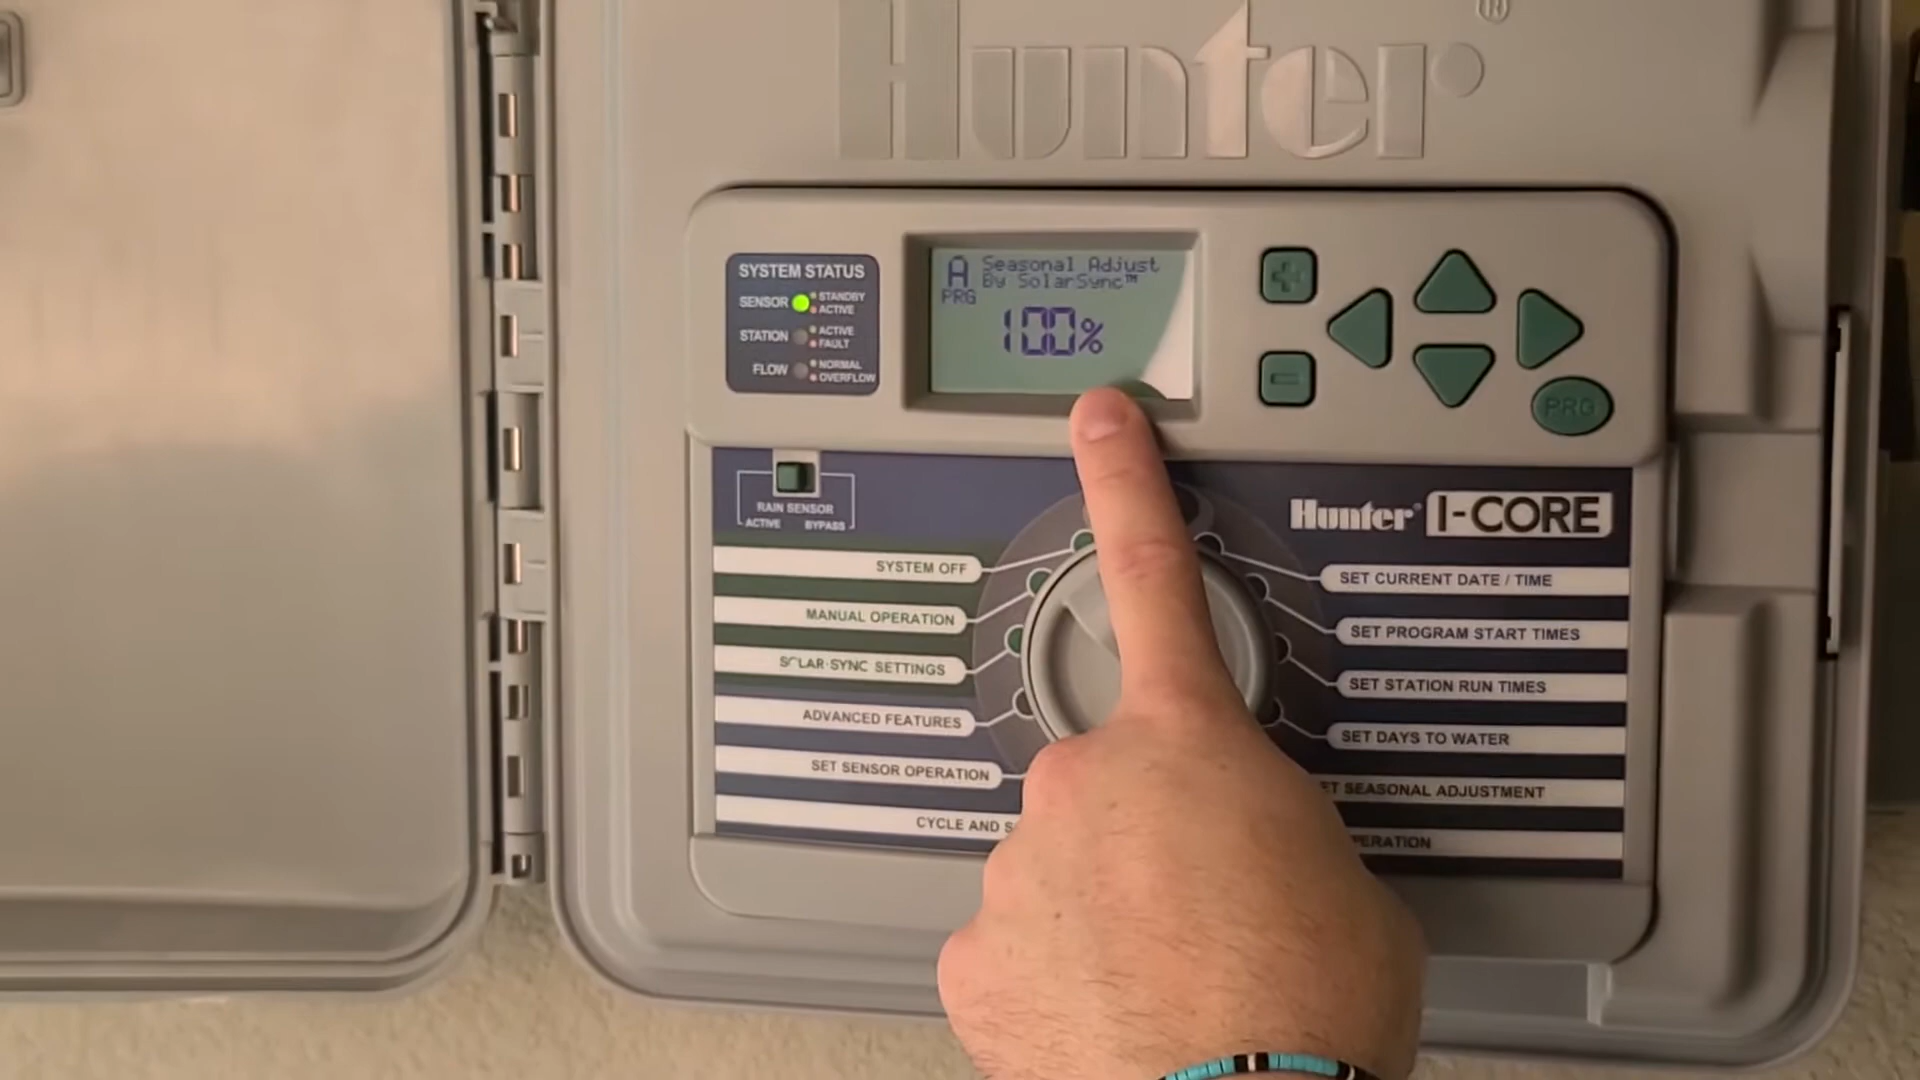 Hunter®
SYSTEM STATUS
SENSOR
STANDBY
ACTIVE
STATION
ACTIVE
FAULT
FLOW
NORMAL
OVERFLOW
A
PRG
Seasonal Adjust
By SolarSync™
100%
PRG
RAIN SENSOR
ACTIVE BYPASS
Hunter® I-CORE
SYSTEM OFF
MANUAL OPERATION
SOLAR-SYNC SETTINGS
ADVANCED FEATURES
SET SENSOR OPERATION
CYCLE AND
SET CURRENT DATE / TIME
SET PROGRAM START TIMES
SET STATION RUN TIMES
SET DAYS TO WATER
SEASONAL ADJUSTMENT